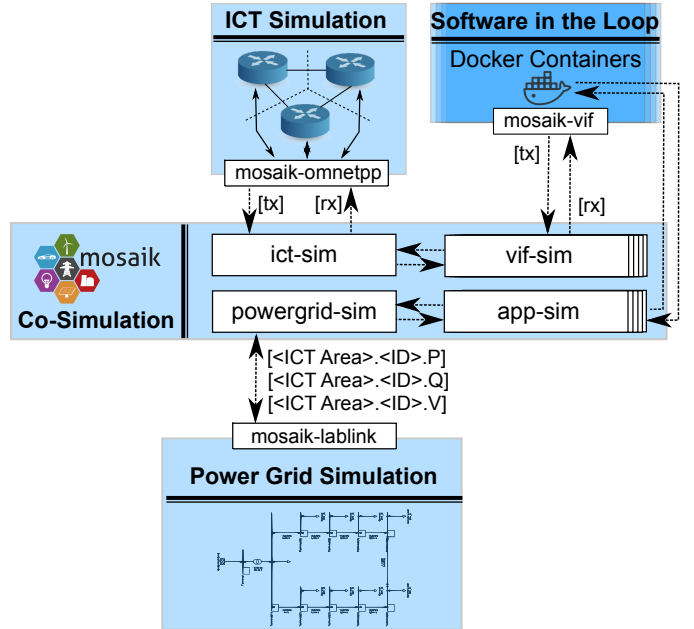 ICT Simulation
Software in the Loop
Docker Containers
mosaik-vif
mosaik-omnetpp
[tx]
[rx]
[tx]
[rx]
mosaik
Co-Simulation
ict-sim
vif-sim
powergrid-sim
app-sim
[<ICT Area>.<ID>.P]
[<ICT Area>.<ID>.Q]
[<ICT Area>.<ID>.V]
mosaik-lablink
Power Grid Simulation